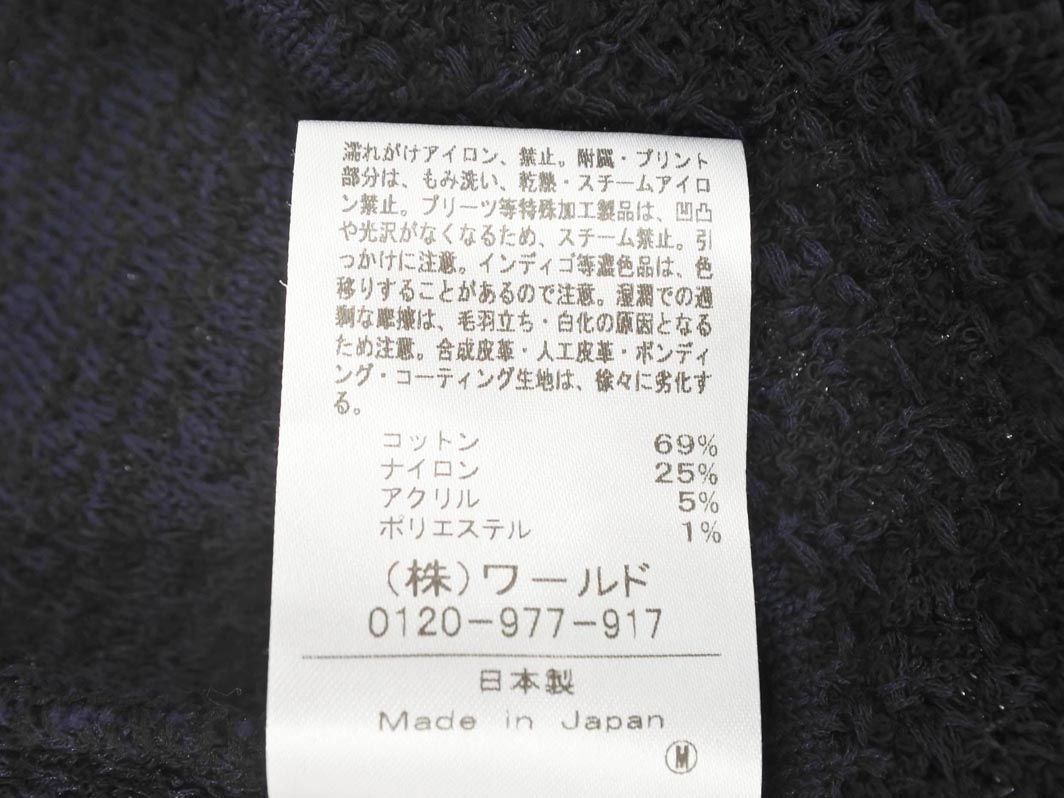 濡れがけアイロン、禁止。附属・プリント
部分は、もみ洗い、乾熱・スチームアイロ
ン禁止。プリーツ等特殊加工製品は、凹凸
や光沢がなくなるため、スチーム禁止。引
っかけに注意。インディゴ等濃色品は、色
移りすることがあるので注意。湿潤での過
剰な摩擦は、毛羽立ち・白化の原因となる
ため注意。合成皮革・人工皮革・ボンディ
ング・コーティング生地は、徐々に劣化す
る。
コットン 69%
ナイロン 25%
アクリル 5%
ポリエステル 1%
(株)ワールド
0120-977-917
日本製
Made in Japan
M